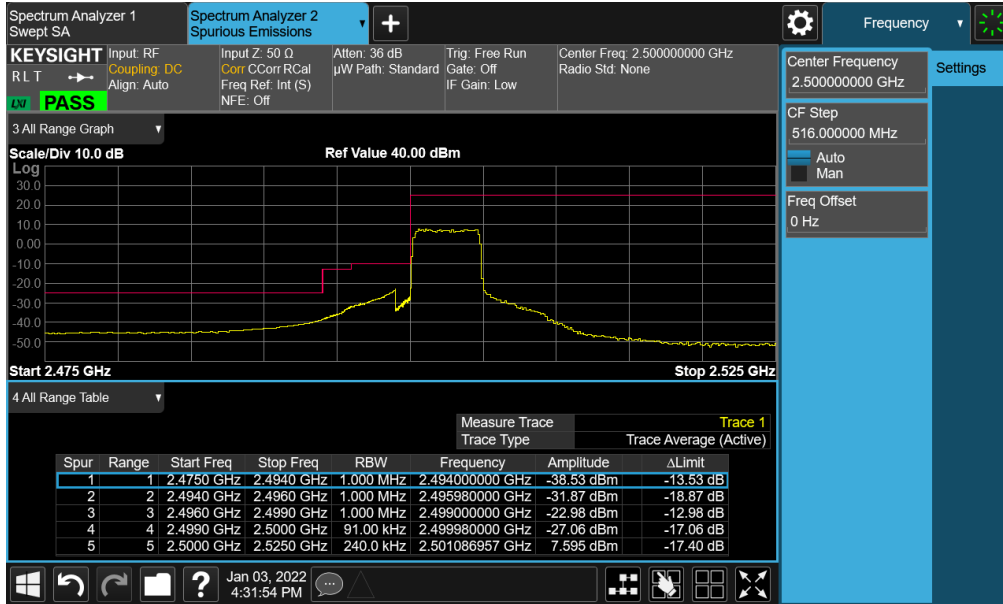 Spectrum Analyzer 1
Swept SA
Spectrum Analyzer 2
Spurious Emissions
Frequency
KEYSIGHT
R L T
LXI
PASS
Input: RF
Coupling: DC
Align: Auto
Input Z: 50 Ω
Corr CCorr RCal
Freq Ref: Int (S)
NFE: Off
Atten: 36 dB
µW Path: Standard
Trig: Free Run
Gate: Off
IF Gain: Low
Center Freq: 2.500000000 GHz
Radio Std: None
Center Frequency
2.500000000 GHz
Settings
CF Step
516.000000 MHz
Auto
Man
Freq Offset
0 Hz
3 All Range Graph
Scale/Div 10.0 dB
Ref Value 40.00 dBm
Log
30.0
20.0
10.0
0.00
-10.0
-20.0
-30.0
-40.0
-50.0
Start 2.475 GHz
Stop 2.525 GHz
4 All Range Table
Measure Trace Trace 1
Trace Type Trace Average (Active)
Spur Range Start Freq Stop Freq RBW Frequency Amplitude ΔLimit
1 1 2.4750 GHz 2.4940 GHz 1.000 MHz 2.494000000 GHz -38.53 dBm -13.53 dB
2 2 2.4940 GHz 2.4960 GHz 1.000 MHz 2.495980000 GHz -31.87 dBm -18.87 dB
3 3 2.4960 GHz 2.4990 GHz 1.000 MHz 2.499000000 GHz -22.98 dBm -12.98 dB
4 4 2.4990 GHz 2.5000 GHz 91.00 kHz 2.499980000 GHz -27.06 dBm -17.06 dB
5 5 2.5000 GHz 2.5250 GHz 240.0 kHz 2.501086957 GHz 7.595 dBm -17.40 dB
?
Jan 03, 2022
4:31:54 PM